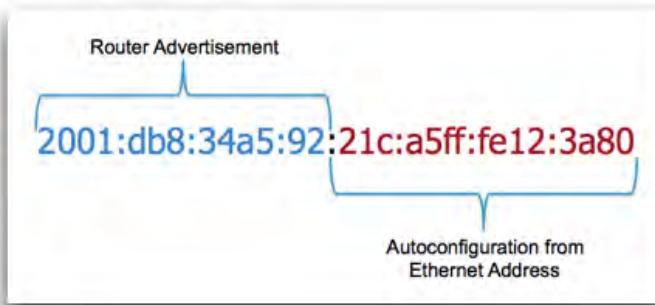 Router Advertisement
2001:db8:34a5:92:21c:a5ff:fe12:3a80
Autoconfiguration from
Ethernet Address